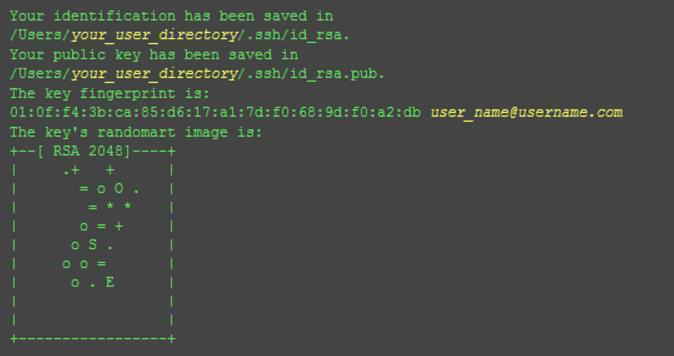 Your identification has been saved in
/Users/your_user_directory/.ssh/id_rsa.
Your public key has been saved in
/Users/your_user_directory/.ssh/id_rsa.pub.
The key fingerprint is:
01:0f:f4:3b:ca:85:d6:17:a1:7d:f0:68:9d:f0:a2:db user_name@username.com
The key's randomart image is:
+--[ RSA 2048]----+
|     .+   +      |
|       = o O .   |
|        = * *    |
|       o = +     |
|      o S .      |
|     o o =       |
|      o . E      |
|                 |
|                 |
+-----------------+